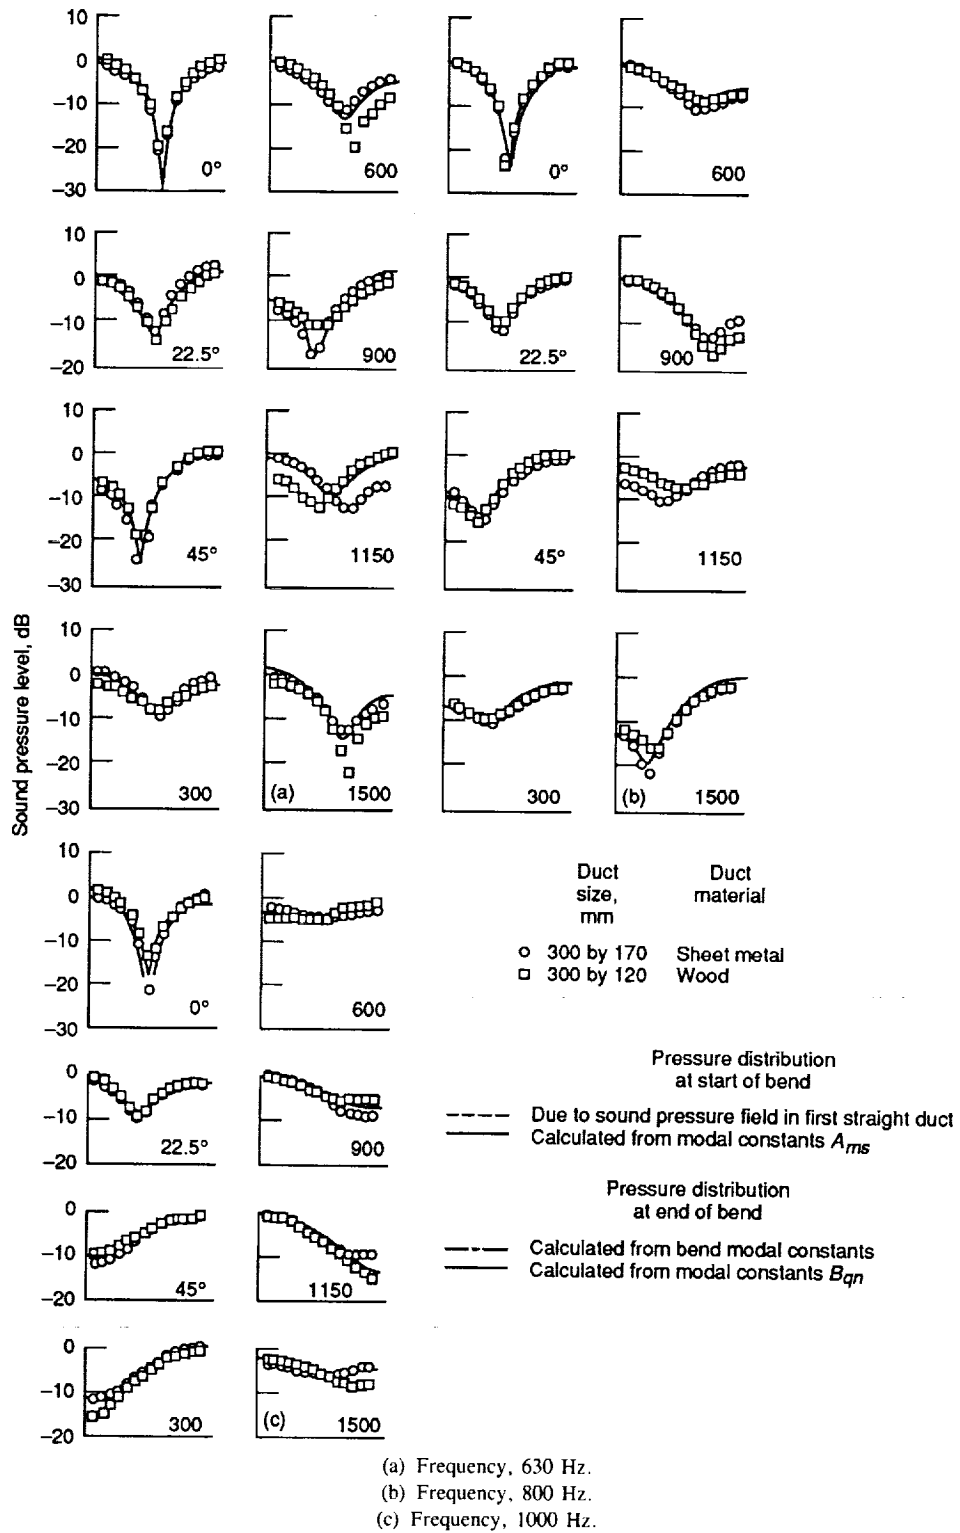 10
0
−10
−20
−30
0°
600
0°
600
10
0
−10
−20
22.5°
900
22.5°
900
10
0
−10
−20
−30
45°
1150
45°
1150
Sound pressure level, dB
10
0
−10
−20
−30
300
(a) 1500
300
(b) 1500
10
0
−10
−20
−30
0°
600
Duct size, mm
Duct material
300 by 170 Sheet metal
300 by 120 Wood
0
−10
−20
22.5°
900
Pressure distribution
at start of bend
Due to sound pressure field in first straight duct
Calculated from modal constants Ams
0
−10
−20
45°
1150
Pressure distribution
at end of bend
Calculated from bend modal constants
Calculated from modal constants Bqn
0
−10
−20
300
(c) 1500
(a) Frequency, 630 Hz.
(b) Frequency, 800 Hz.
(c) Frequency, 1000 Hz.